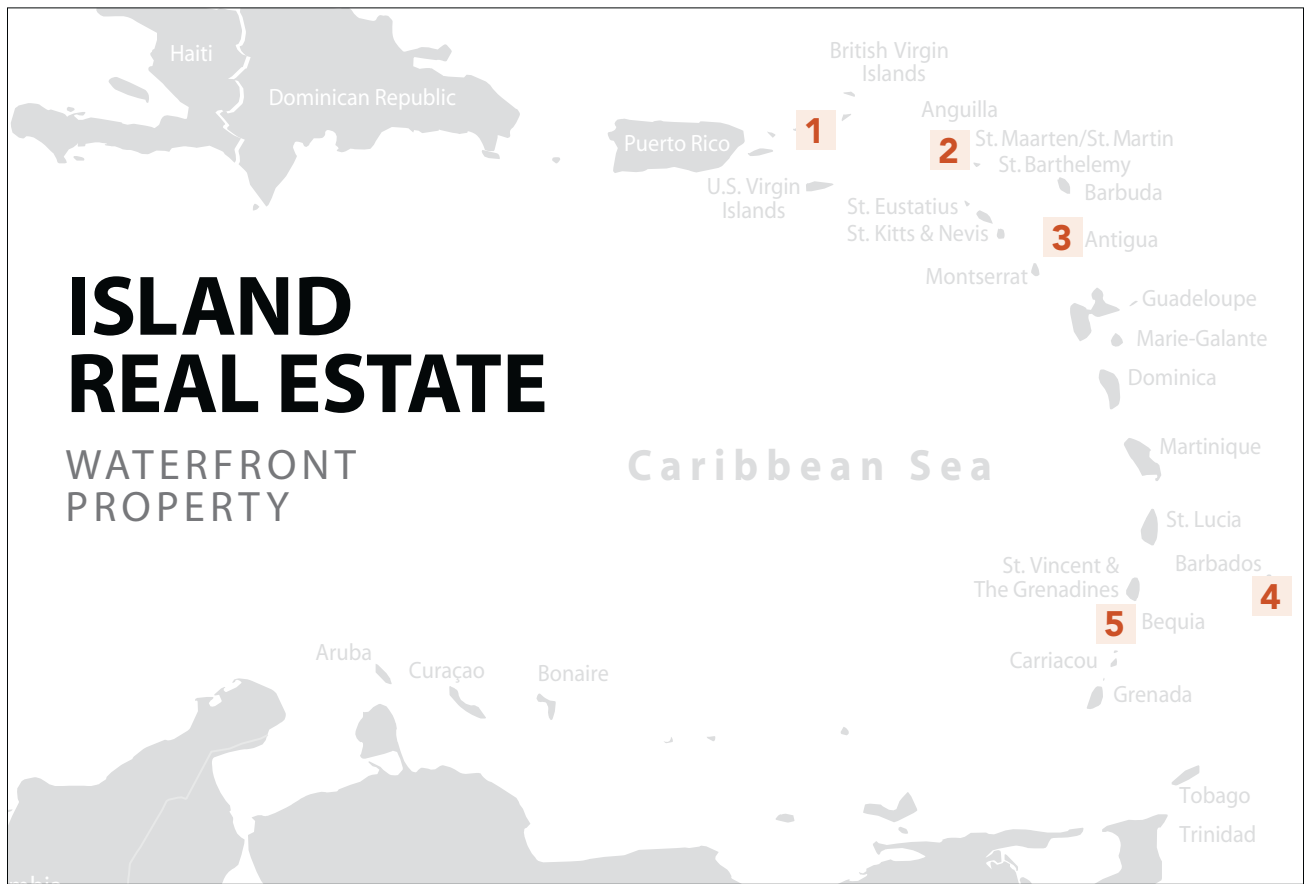 Haiti
Dominican Republic
Puerto Rico
British Virgin
Islands
1
U.S. Virgin
Islands
Anguilla
2
St. Maarten/St. Martin
St. Barthelemy
Barbuda
St. Eustatius
St. Kitts & Nevis
3
Antigua
Montserrat
Guadeloupe
Marie-Galante
Dominica
ISLAND
REAL ESTATE
WATERFRONT
PROPERTY
Caribbean Sea
Martinique
St. Lucia
Barbados
4
St. Vincent &
The Grenadines
5
Bequia
Carriacou
Grenada
Aruba
Curaçao
Bonaire
Tobago
Trinidad